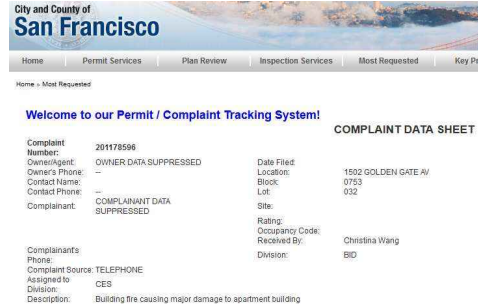 City and County of
San Francisco
Home Permit Services Plan Review Inspection Services Most Requested Key Pr
Home » Most Requested
Welcome to our Permit / Complaint Tracking System!
COMPLAINT DATA SHEET
Complaint Number: 201178596
Owner/Agent: OWNER DATA SUPPRESSED Date Filed:
Owner's Phone: -- Location: 1502 GOLDEN GATE AV
Contact Name: Block: 0753
Contact Phone: -- Lot: 032
Complainant: COMPLAINANT DATA SUPPRESSED Site:
Rating:
Occupancy Code:
Received By: Christina Wang
Complainant's Phone: Division: BID
Complaint Source: TELEPHONE
Assigned to Division: CES
Description: Building fire causing major damage to apartment building